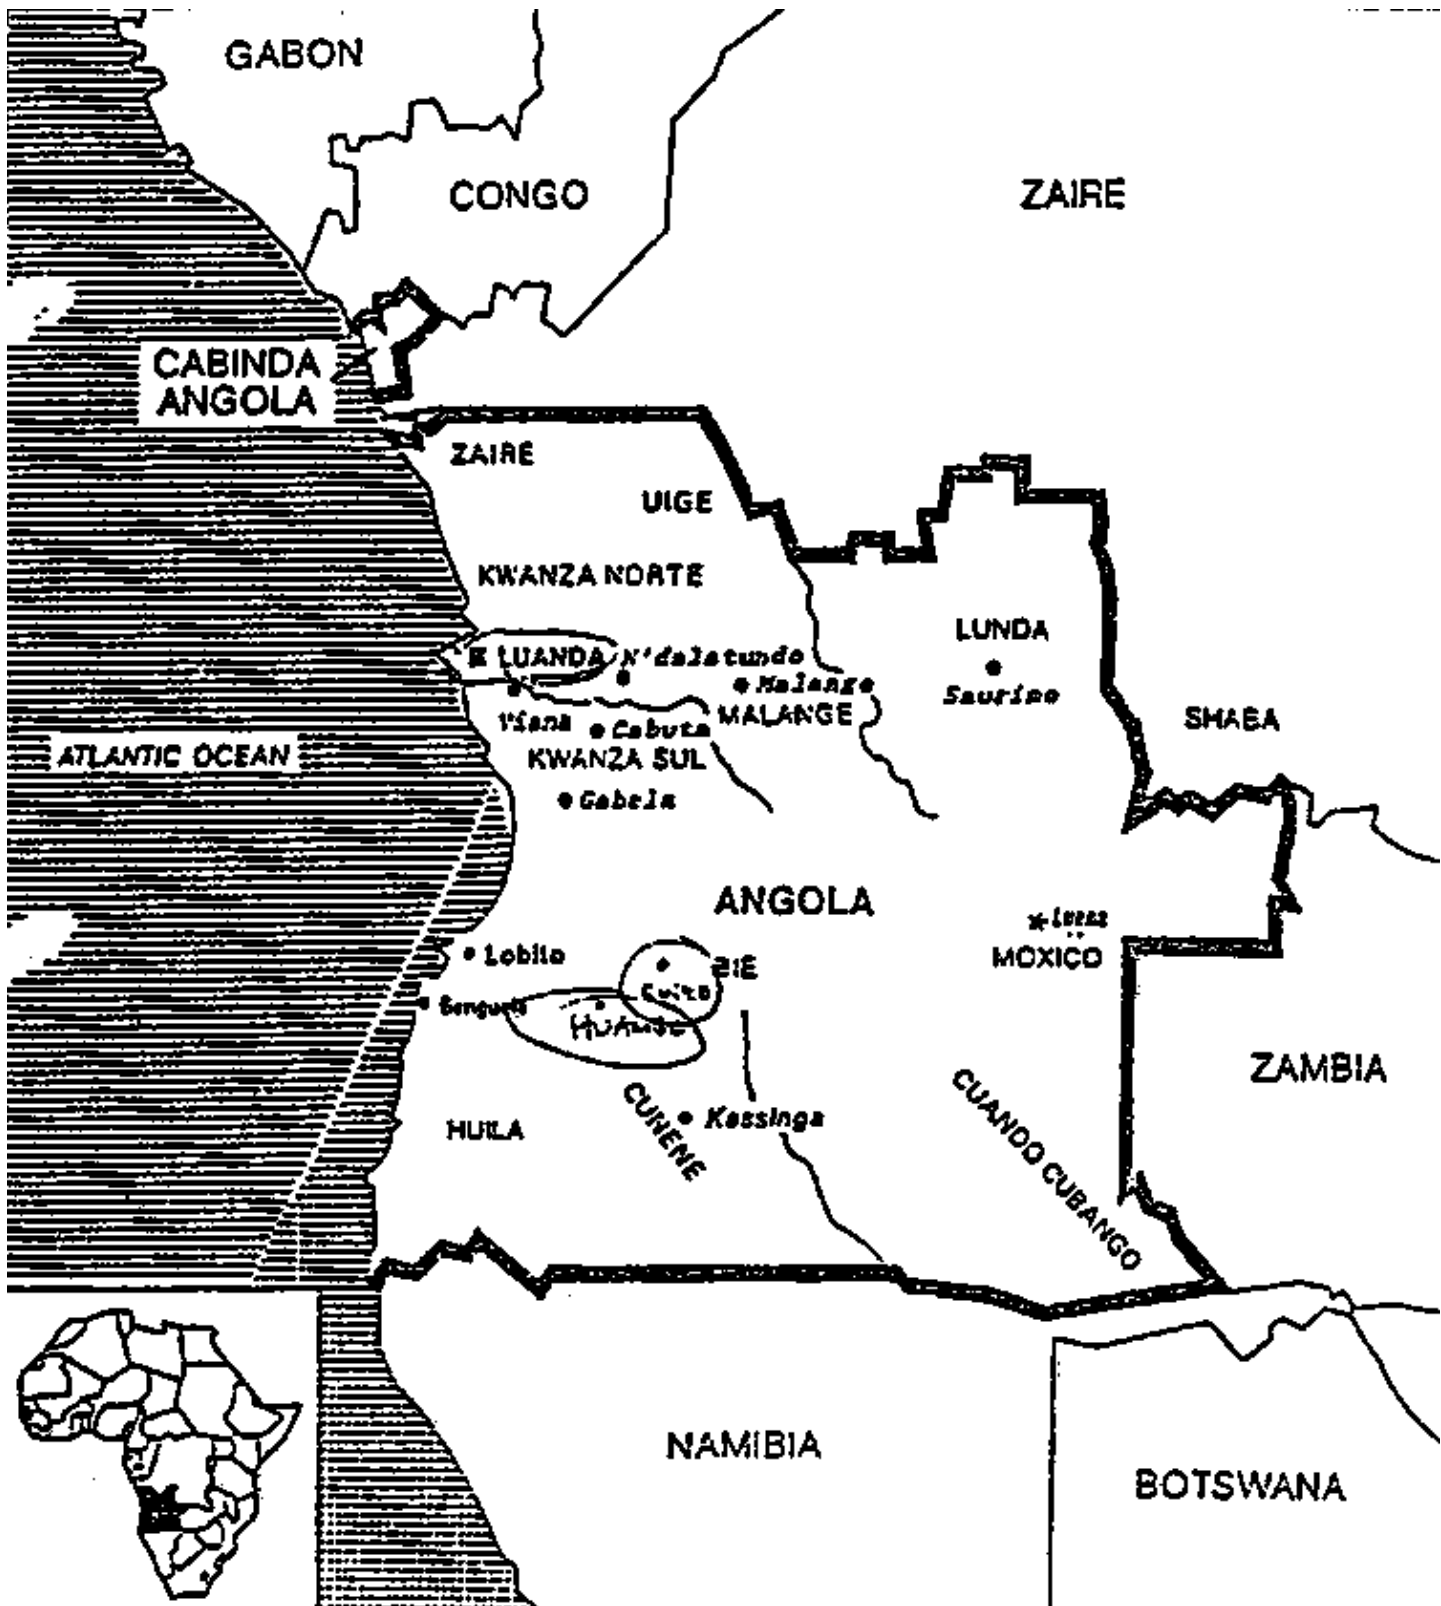 GABON
CONGO
ZAIRE
CABINDA
ANGOLA
ZAIRE
UIGE
KWANZA NORTE
LUNDA
LUANDA
N'dalatundo
Malange
Saurimo
MALANGE
SHABA
Viana
Cabuta
ATLANTIC OCEAN
KWANZA SUL
Gabela
ANGOLA
MOXICO
Lobito
BIE
Cuito
Benguela
HUAMBO
ZAMBIA
CUANDO CUBANGO
CUNENE
Kassinga
HUILA
NAMIBIA
BOTSWANA